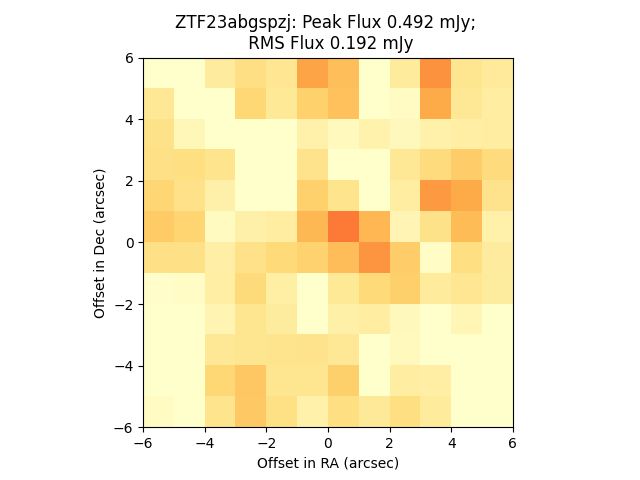 ZTF23abgspzj: Peak Flux 0.492 mJy;
RMS Flux 0.192 mJy
6
4
2
0
−2
−4
−6
Offset in Dec (arcsec)
−6 −4 −2 0 2 4 6
Offset in RA (arcsec)